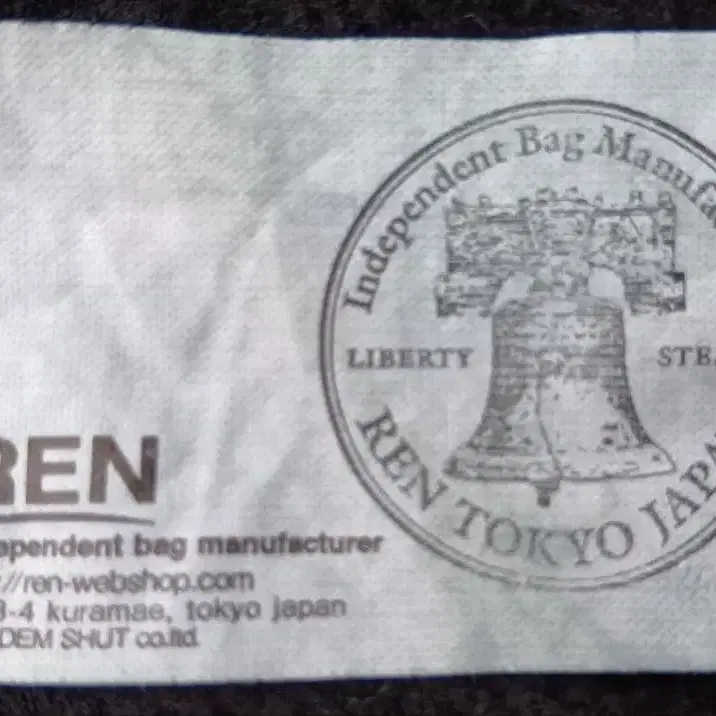 Independent Bag Manufa
LIBERTY
STE
REN TOKYO JAPA
REN
ependent bag manufacturer
://ren-webshop.com
3-4 kuramae, tokyo japan
DEM SHUT co.ltd.